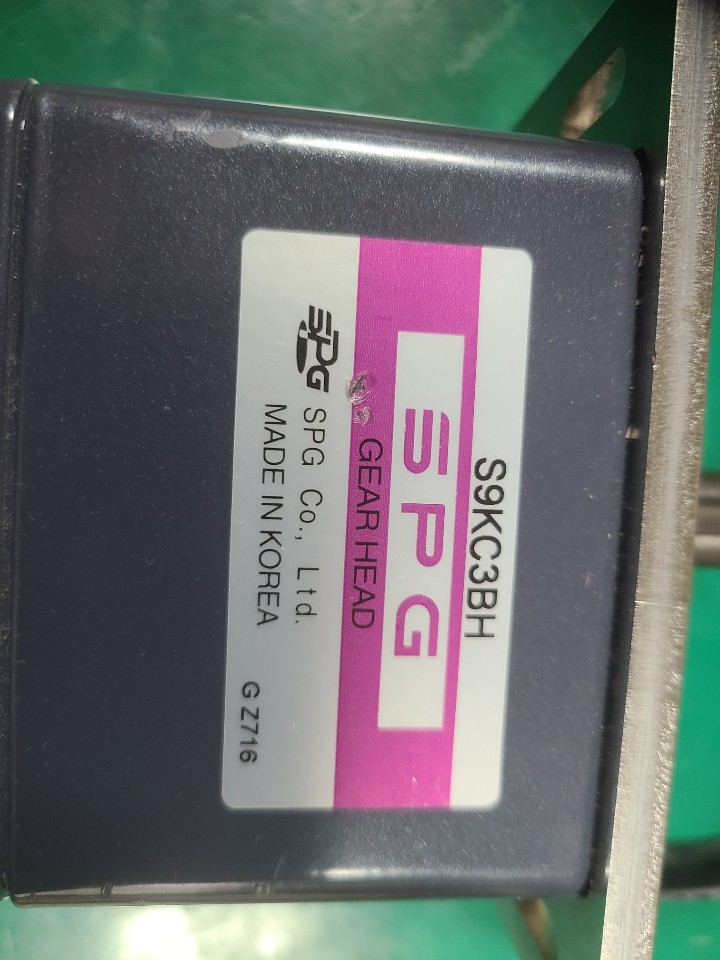 S9KC3BH
SPG
GEAR HEAD
SPG SPG Co., Ltd.
MADE IN KOREA
G Z716